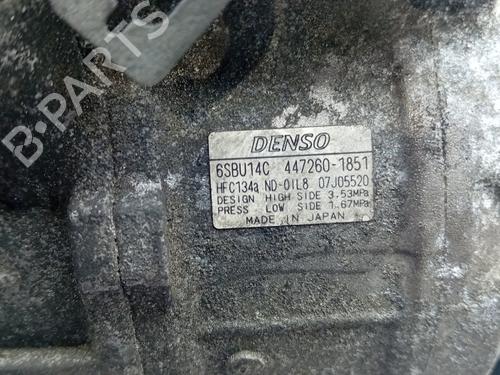 B-PARTS
DENSO
6SBU14C 447260-1851
HFC134a ND-OIL8 07J05520
DESIGN HIGH SIDE 3.53MPa
PRESS LOW SIDE 1.67MPa
MADE IN JAPAN